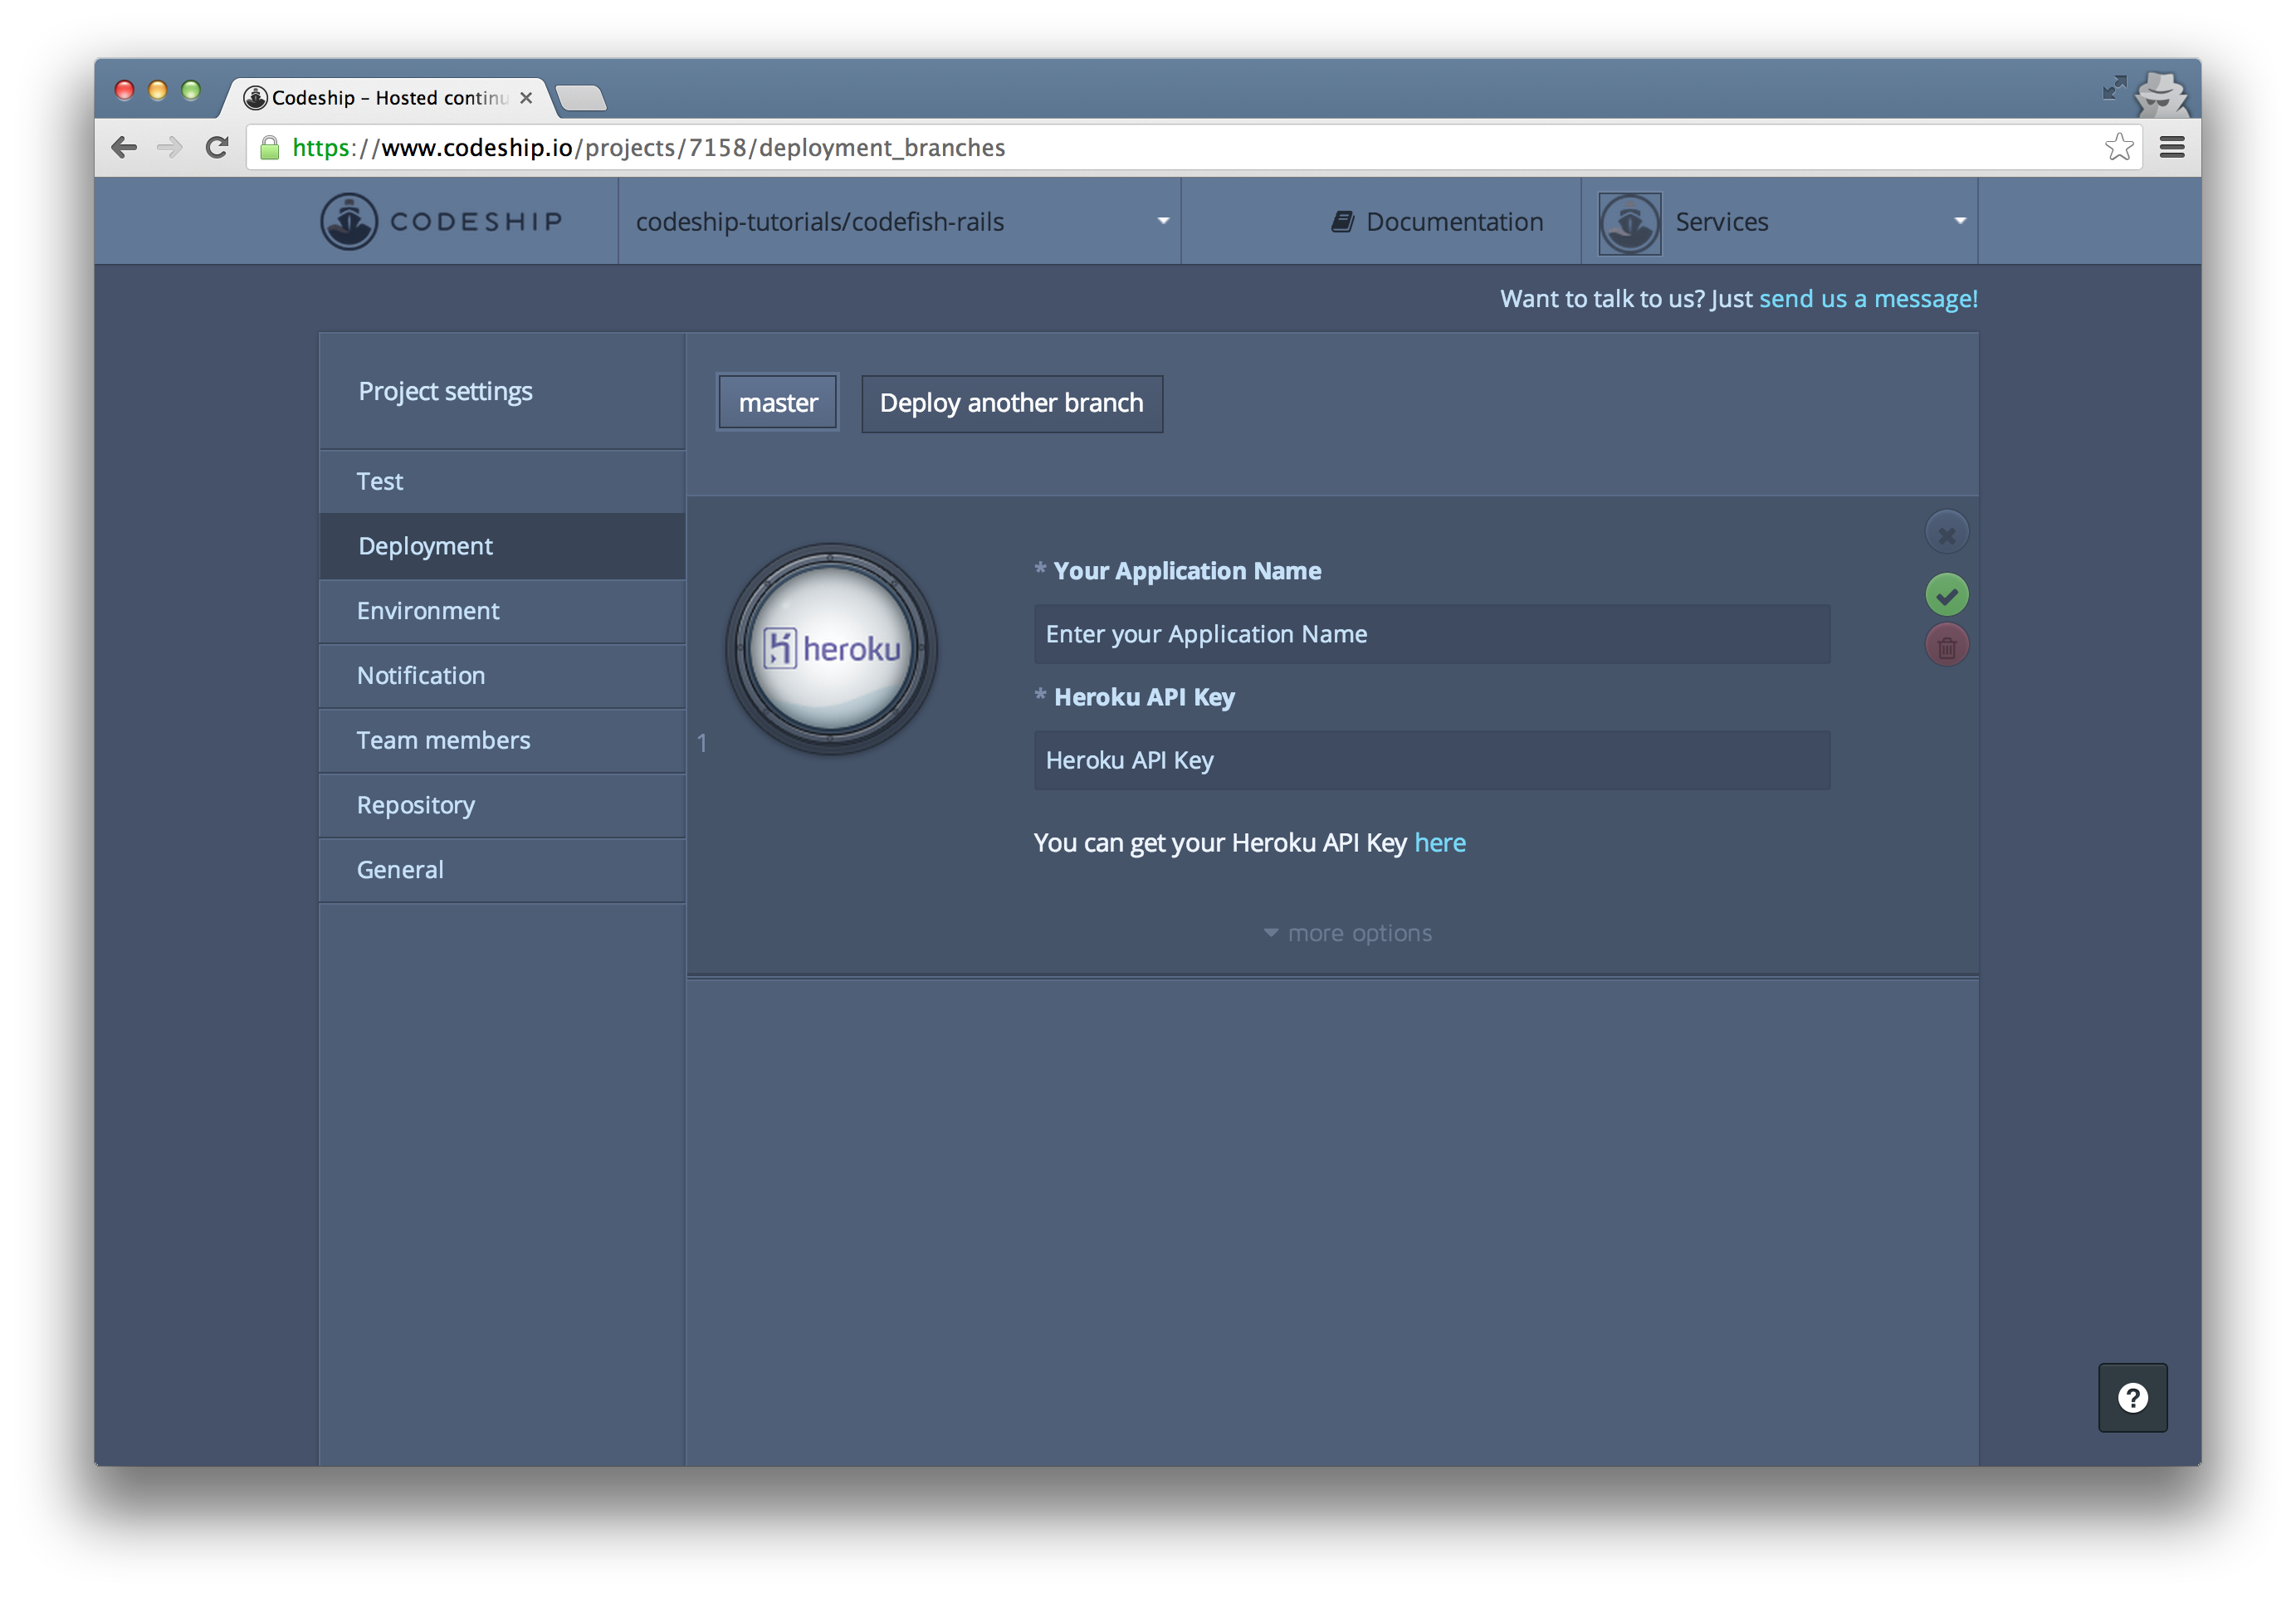 Codeship – Hosted continu
https://www.codeship.io/projects/7158/deployment_branches
CODESHIP
codeship-tutorials/codefish-rails
Documentation
Services
Want to talk to us? Just send us a message!
Project settings
Test
Deployment
Environment
Notification
Team members
Repository
General
master
Deploy another branch
1
heroku
* Your Application Name
Enter your Application Name
* Heroku API Key
Heroku API Key
You can get your Heroku API Key here
more options
?